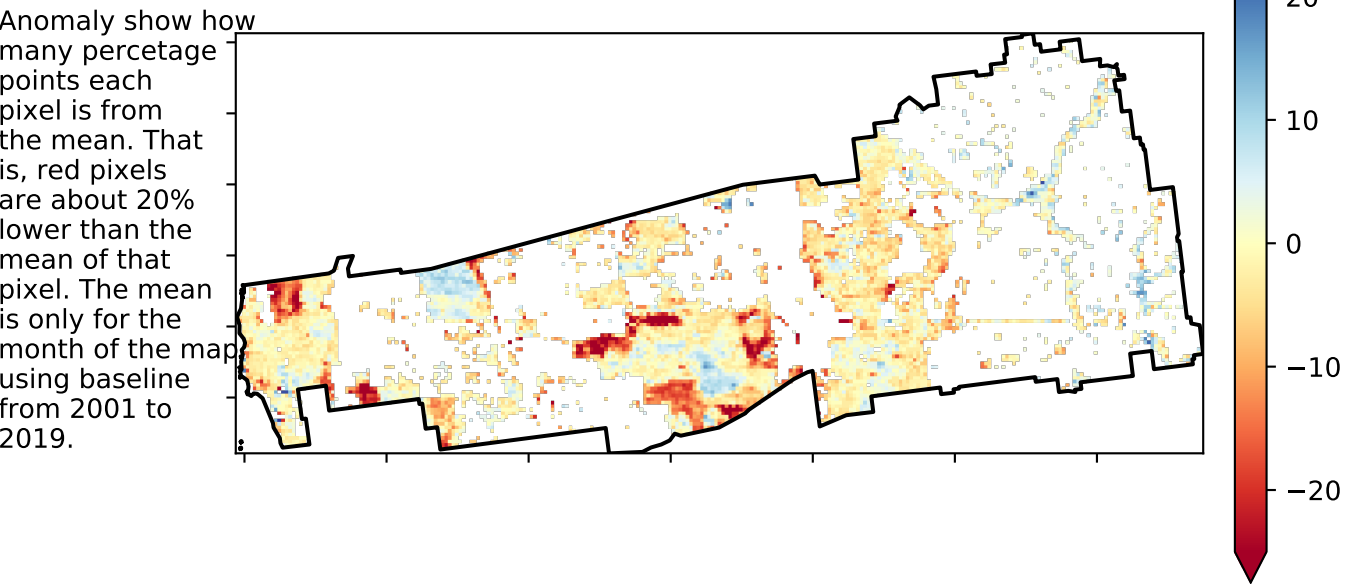 Anomaly show how
many percetage
points each
pixel is from
the mean. That
is, red pixels
are about 20%
lower than the
mean of that
pixel. The mean
is only for the
month of the map
using baseline
from 2001 to
2019.
20
10
0
−10
−20